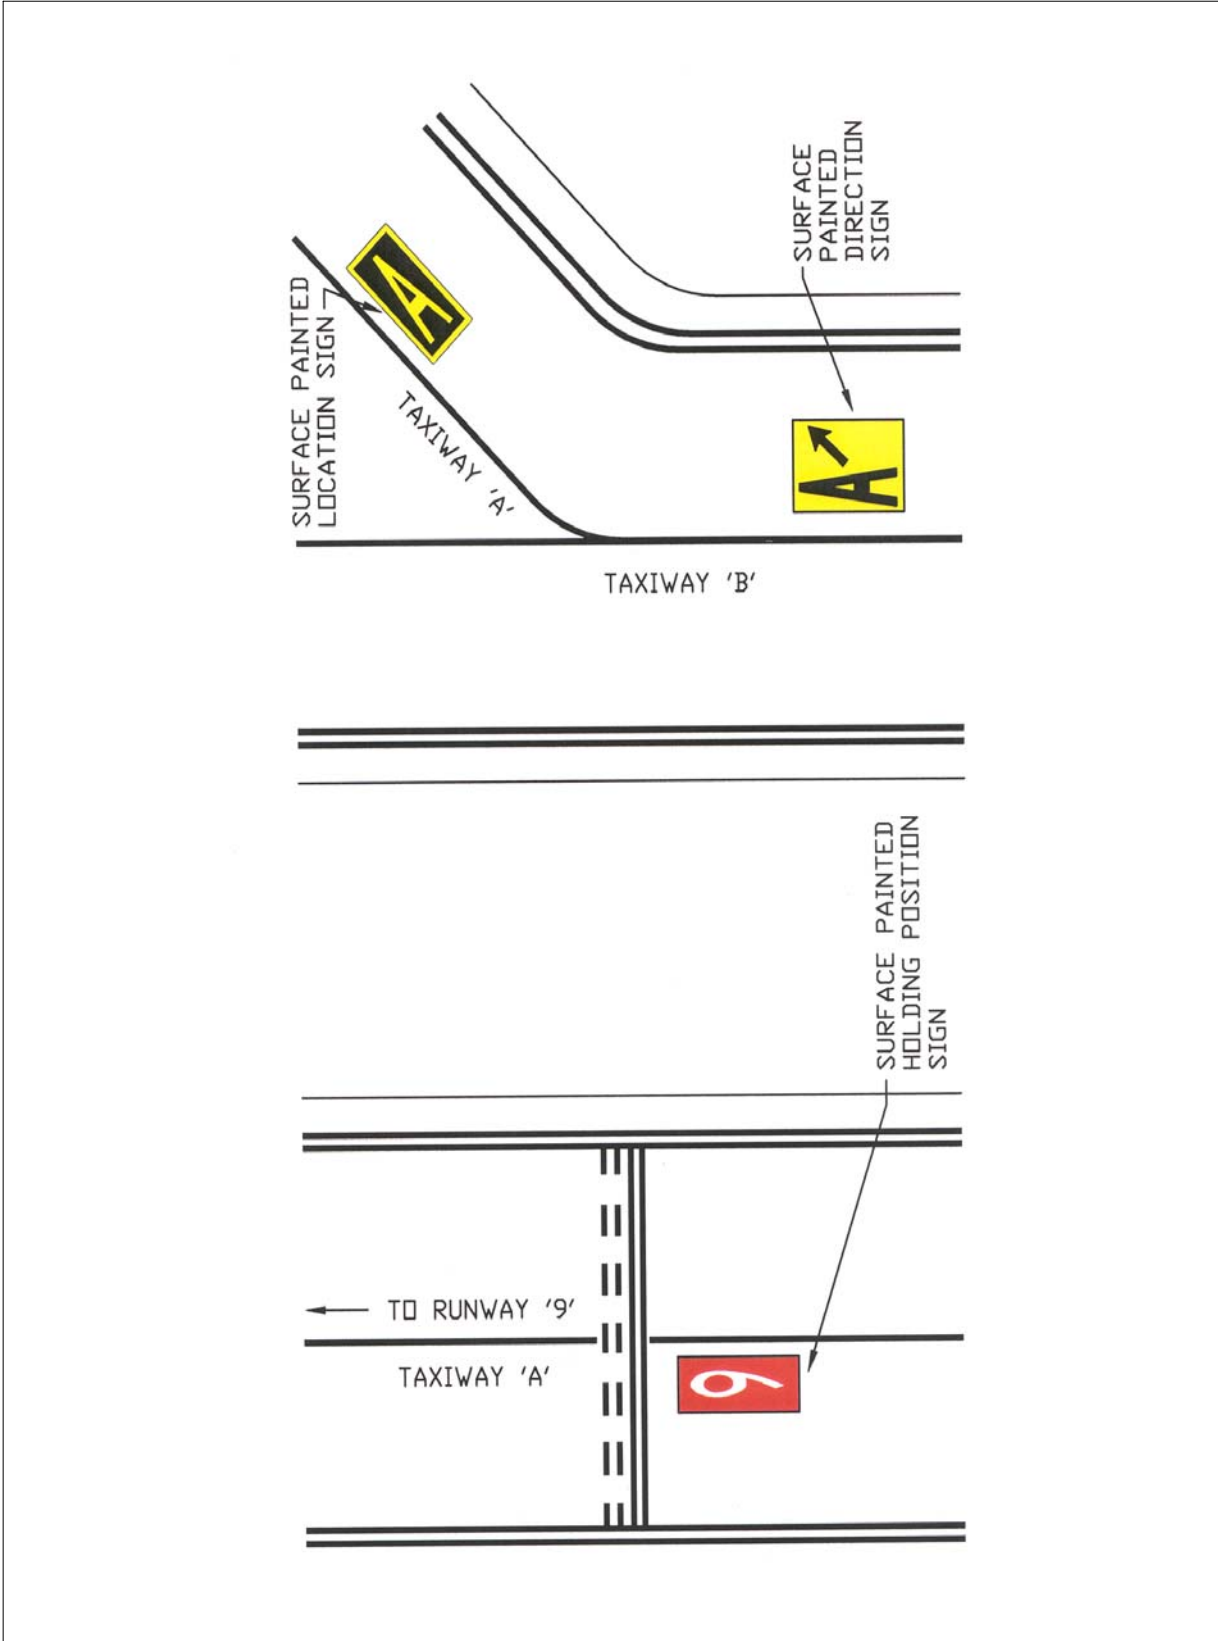 SURFACE
PAINTED
DIRECTION
SIGN
SURFACE PAINTED
LOCATION SIGN
A
TAXIWAY 'A'
A
TAXIWAY 'B'
SURFACE PAINTED
HOLDING POSITION
SIGN
TO RUNWAY '9'
TAXIWAY 'A'
9